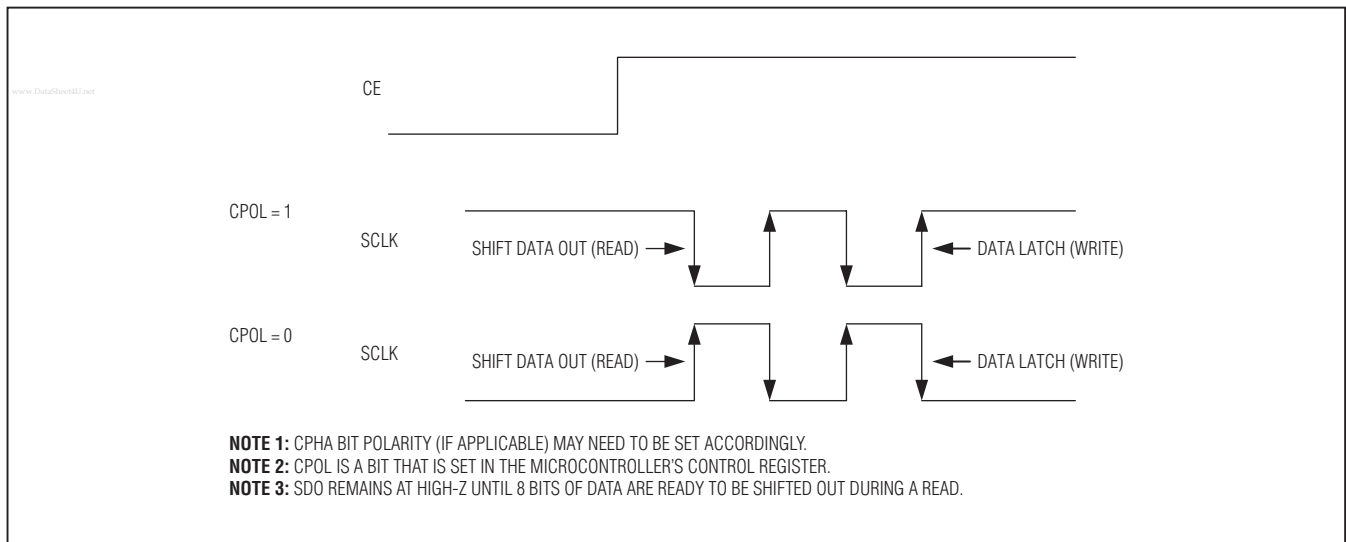 www.DataSheet4U.net
CE
CPOL = 1
SCLK
SHIFT DATA OUT (READ)
DATA LATCH (WRITE)
CPOL = 0
SCLK
SHIFT DATA OUT (READ)
DATA LATCH (WRITE)
NOTE 1: CPHA BIT POLARITY (IF APPLICABLE) MAY NEED TO BE SET ACCORDINGLY.
NOTE 2: CPOL IS A BIT THAT IS SET IN THE MICROCONTROLLER'S CONTROL REGISTER.
NOTE 3: SDO REMAINS AT HIGH-Z UNTIL 8 BITS OF DATA ARE READY TO BE SHIFTED OUT DURING A READ.